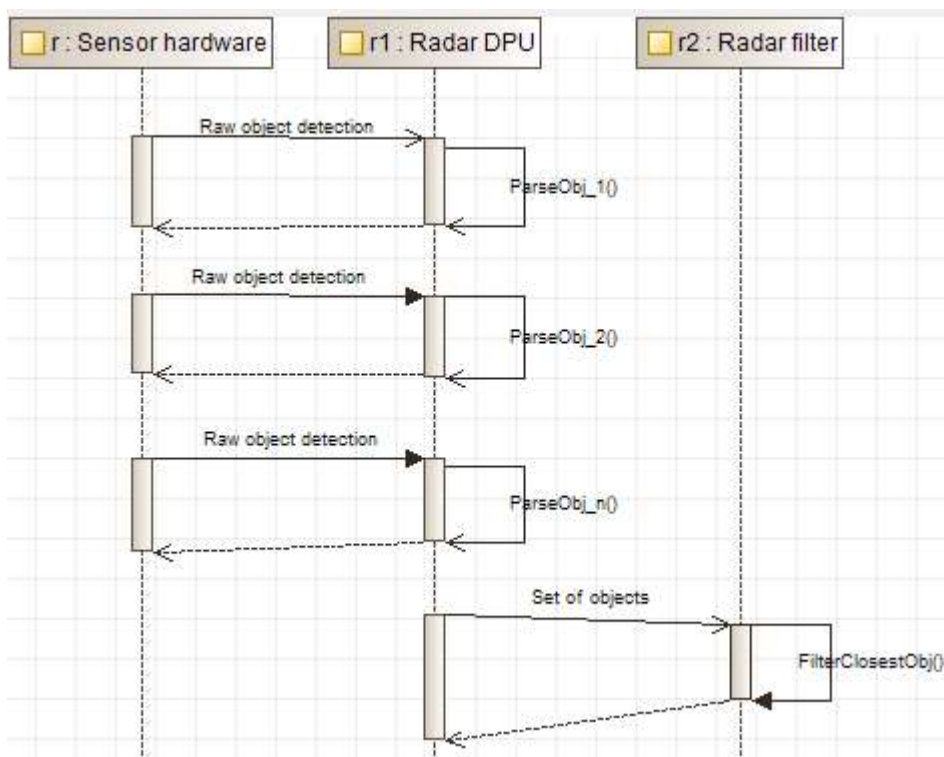 r : Sensor hardware
r1 : Radar DPU
r2 : Radar filter
Raw object detection
ParseObj_1()
Raw object detection
ParseObj_2()
Raw object detection
ParseObj_n()
Set of objects
FilterClosestObj()